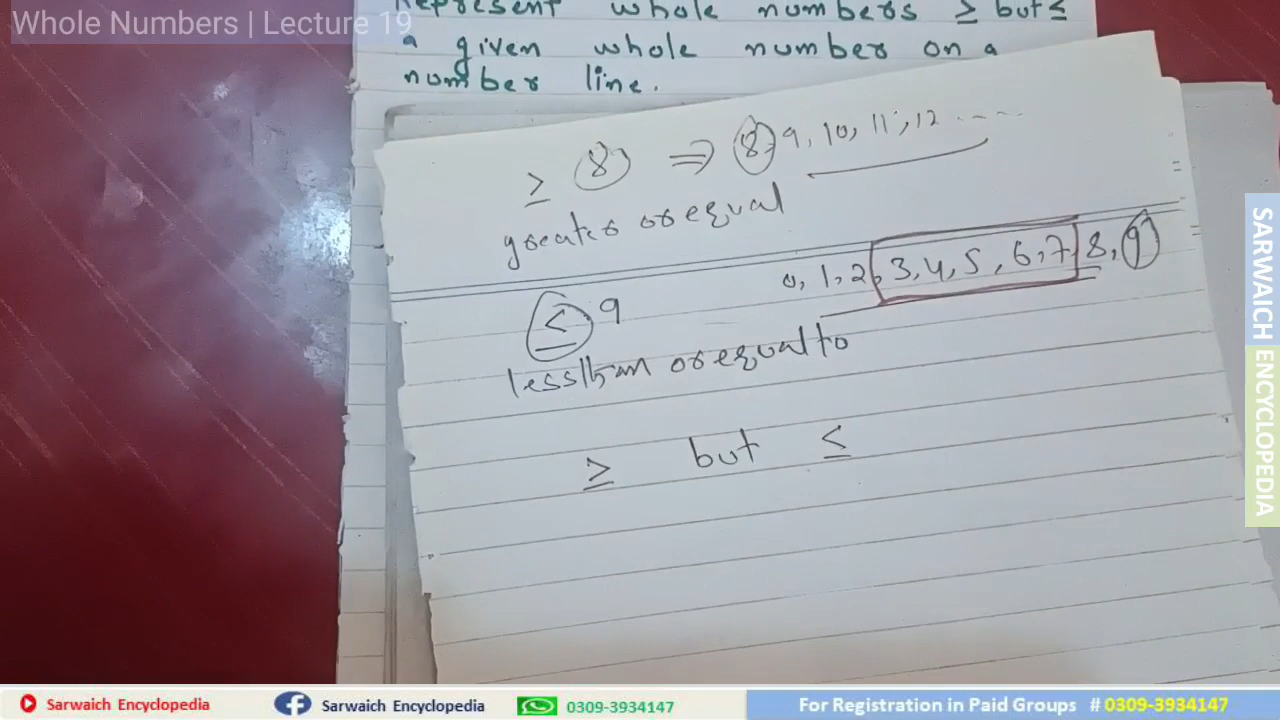 Whole Numbers | Lecture 19
Represent whole numbers ≥ but ≤
a given whole number on a
number line.
≥ 8 ⇒ 8, 9, 10, 11, 12 ....
greater or equal
0, 1, 2, 3, 4, 5, 6, 7, 8, 9
≤ 9
less than or equal to
≥ but ≤
SARWAICH ENCYCLOPEDIA
Sarwaich Encyclopedia Sarwaich Encyclopedia 0309-3934147 For Registration in Paid Groups # 0309-3934147